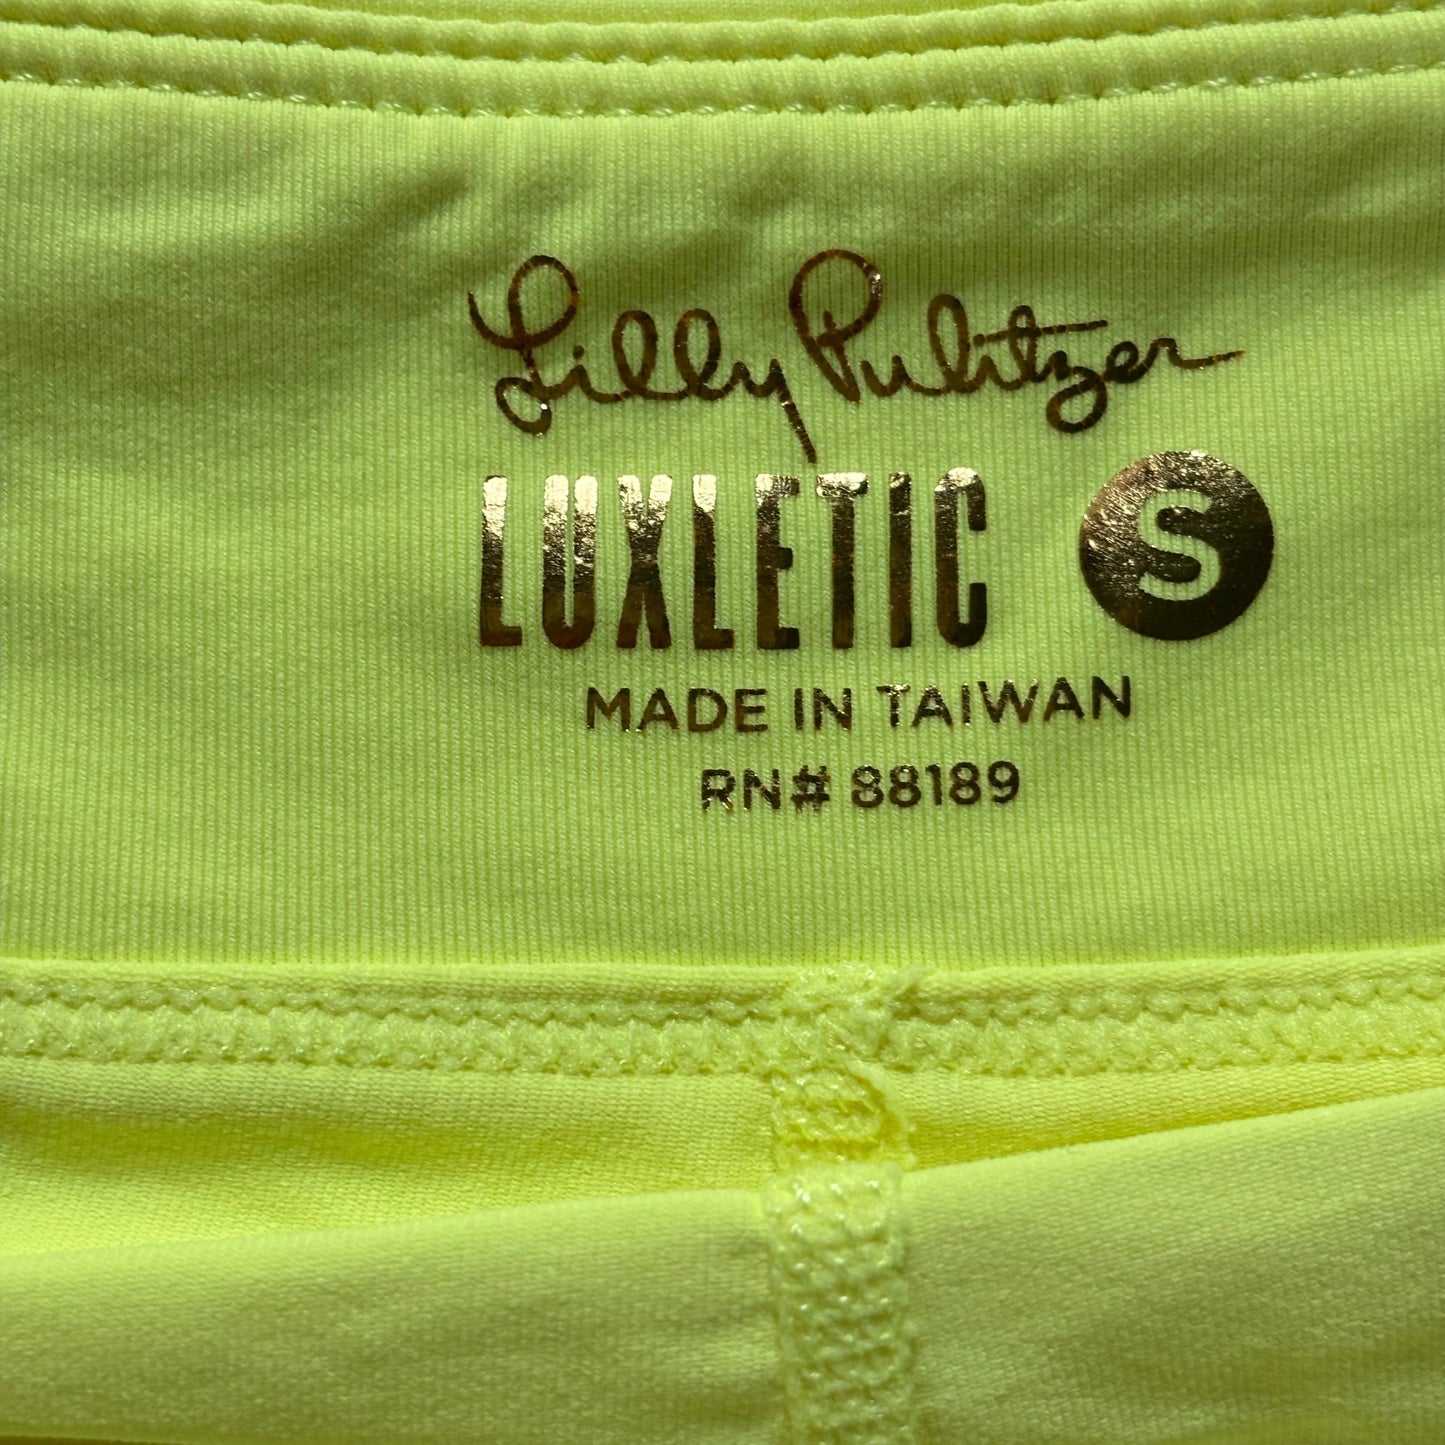 Lilly Pulitzer
LUXLETIC S
MADE IN TAIWAN
RN# 88189